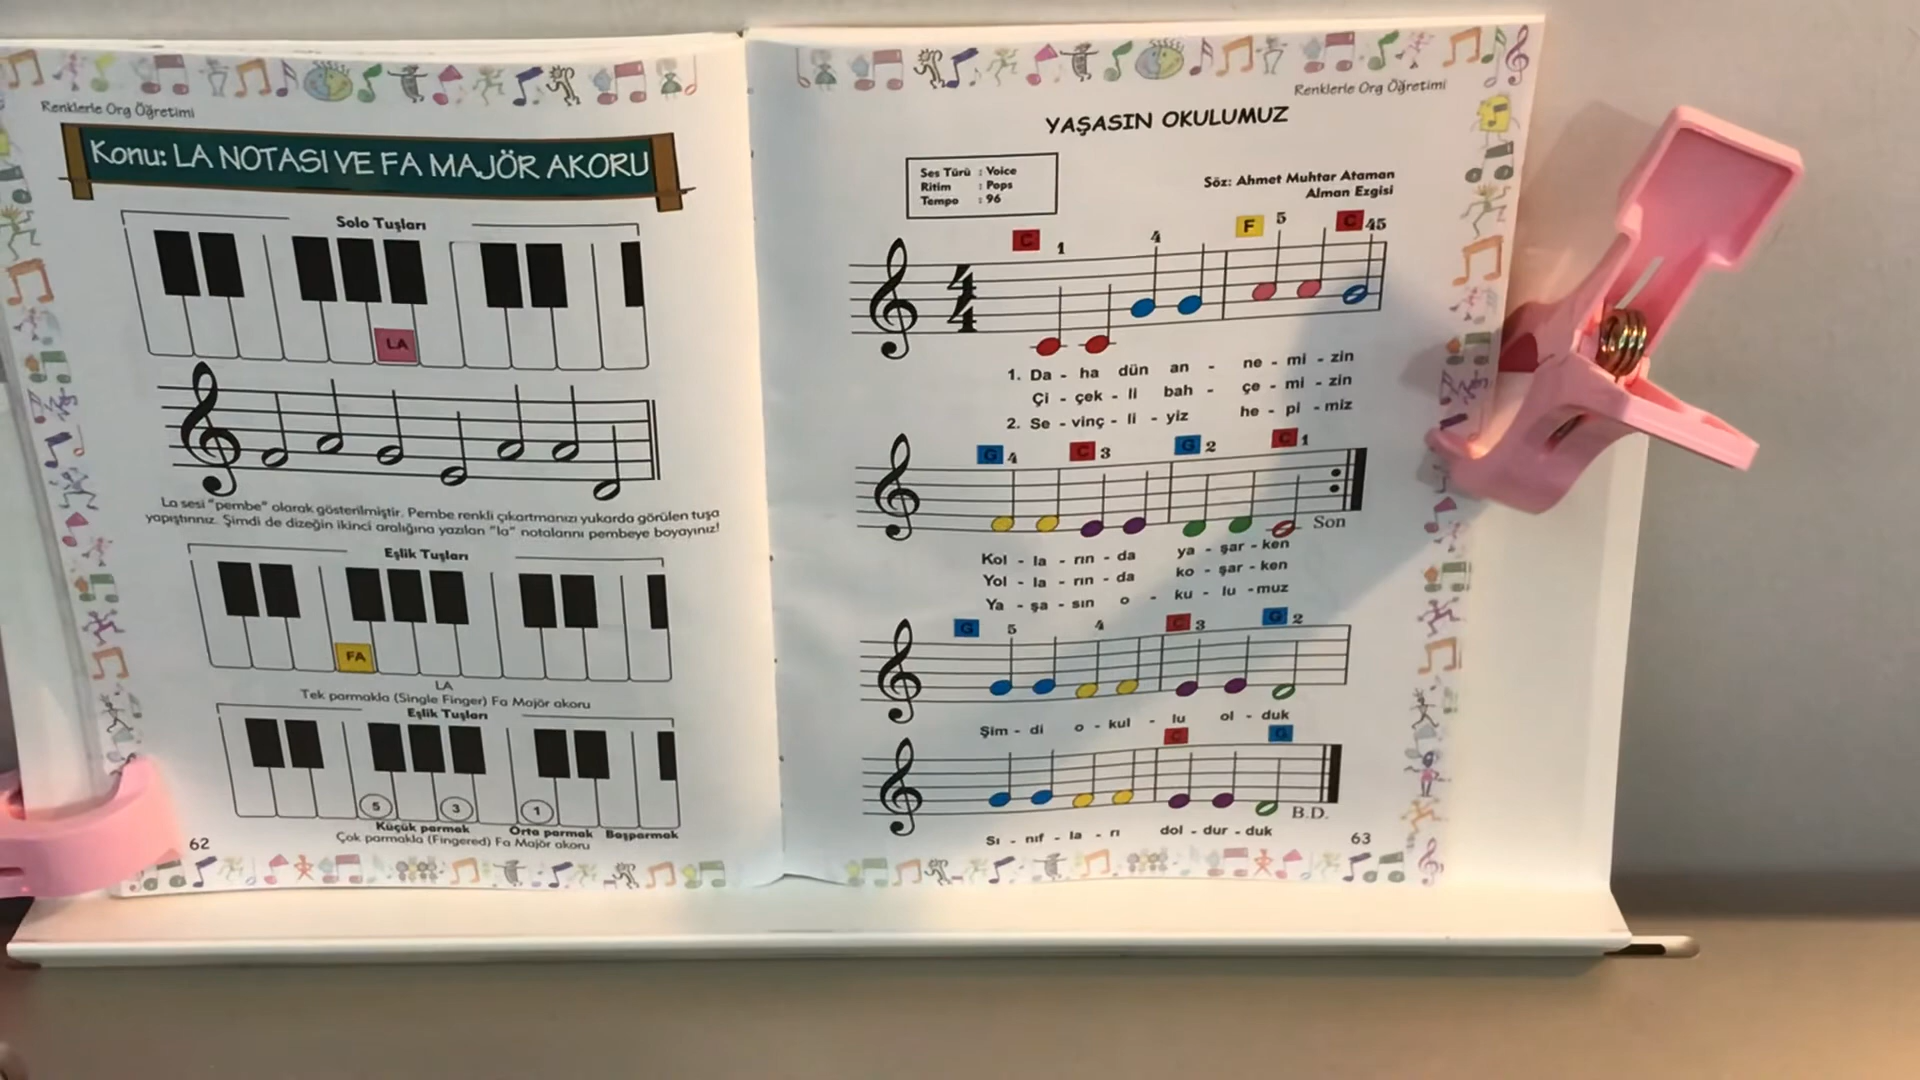 Renklerle Org Öğretimi
Konu: LA NOTASI VE FA MAJÖR AKORU
Solo Tuşları
LA
La sesi "pembe" olarak gösterilmiştir. Pembe renkli çıkartmanızı yukarda görülen tuşa
yapıştırınız. Şimdi de dizeğin ikinci aralığına yazılan "la" notalarını pembeye boyayınız!
Eşlik Tuşları
FA
LA
Tek parmakla (Single Finger) Fa Majör akoru
Eşlik Tuşları
5 3 1
Küçük parmak Orta parmak Başparmak
Çok parmakla (Fingered) Fa Majör akoru
62
Renklerle Org Öğretimi
YAŞASIN OKULUMUZ
Ses Türü : Voice
Ritim : Pops
Tempo : 96
Söz: Ahmet Muhtar Ataman
Alman Ezgisi
C 1 4 F 5 C 45
4
4
1. Da - ha dün an - ne - mi - zin
Çi - çek - li bah - çe - mi - zin
2. Se - vinç - li - yiz he - pi - miz
G 4 C 3 G 2 C 1
Son
Kol - la - rın - da ya - şar - ken
Yol - la - rın - da ko - şar - ken
Ya - şa - sın o - ku - lu - muz
G 5 4 C 3 G 2
Şim - di o - kul - lu ol - duk
C G
B.D.
Sı - nıf - la - rı dol - dur - duk
63